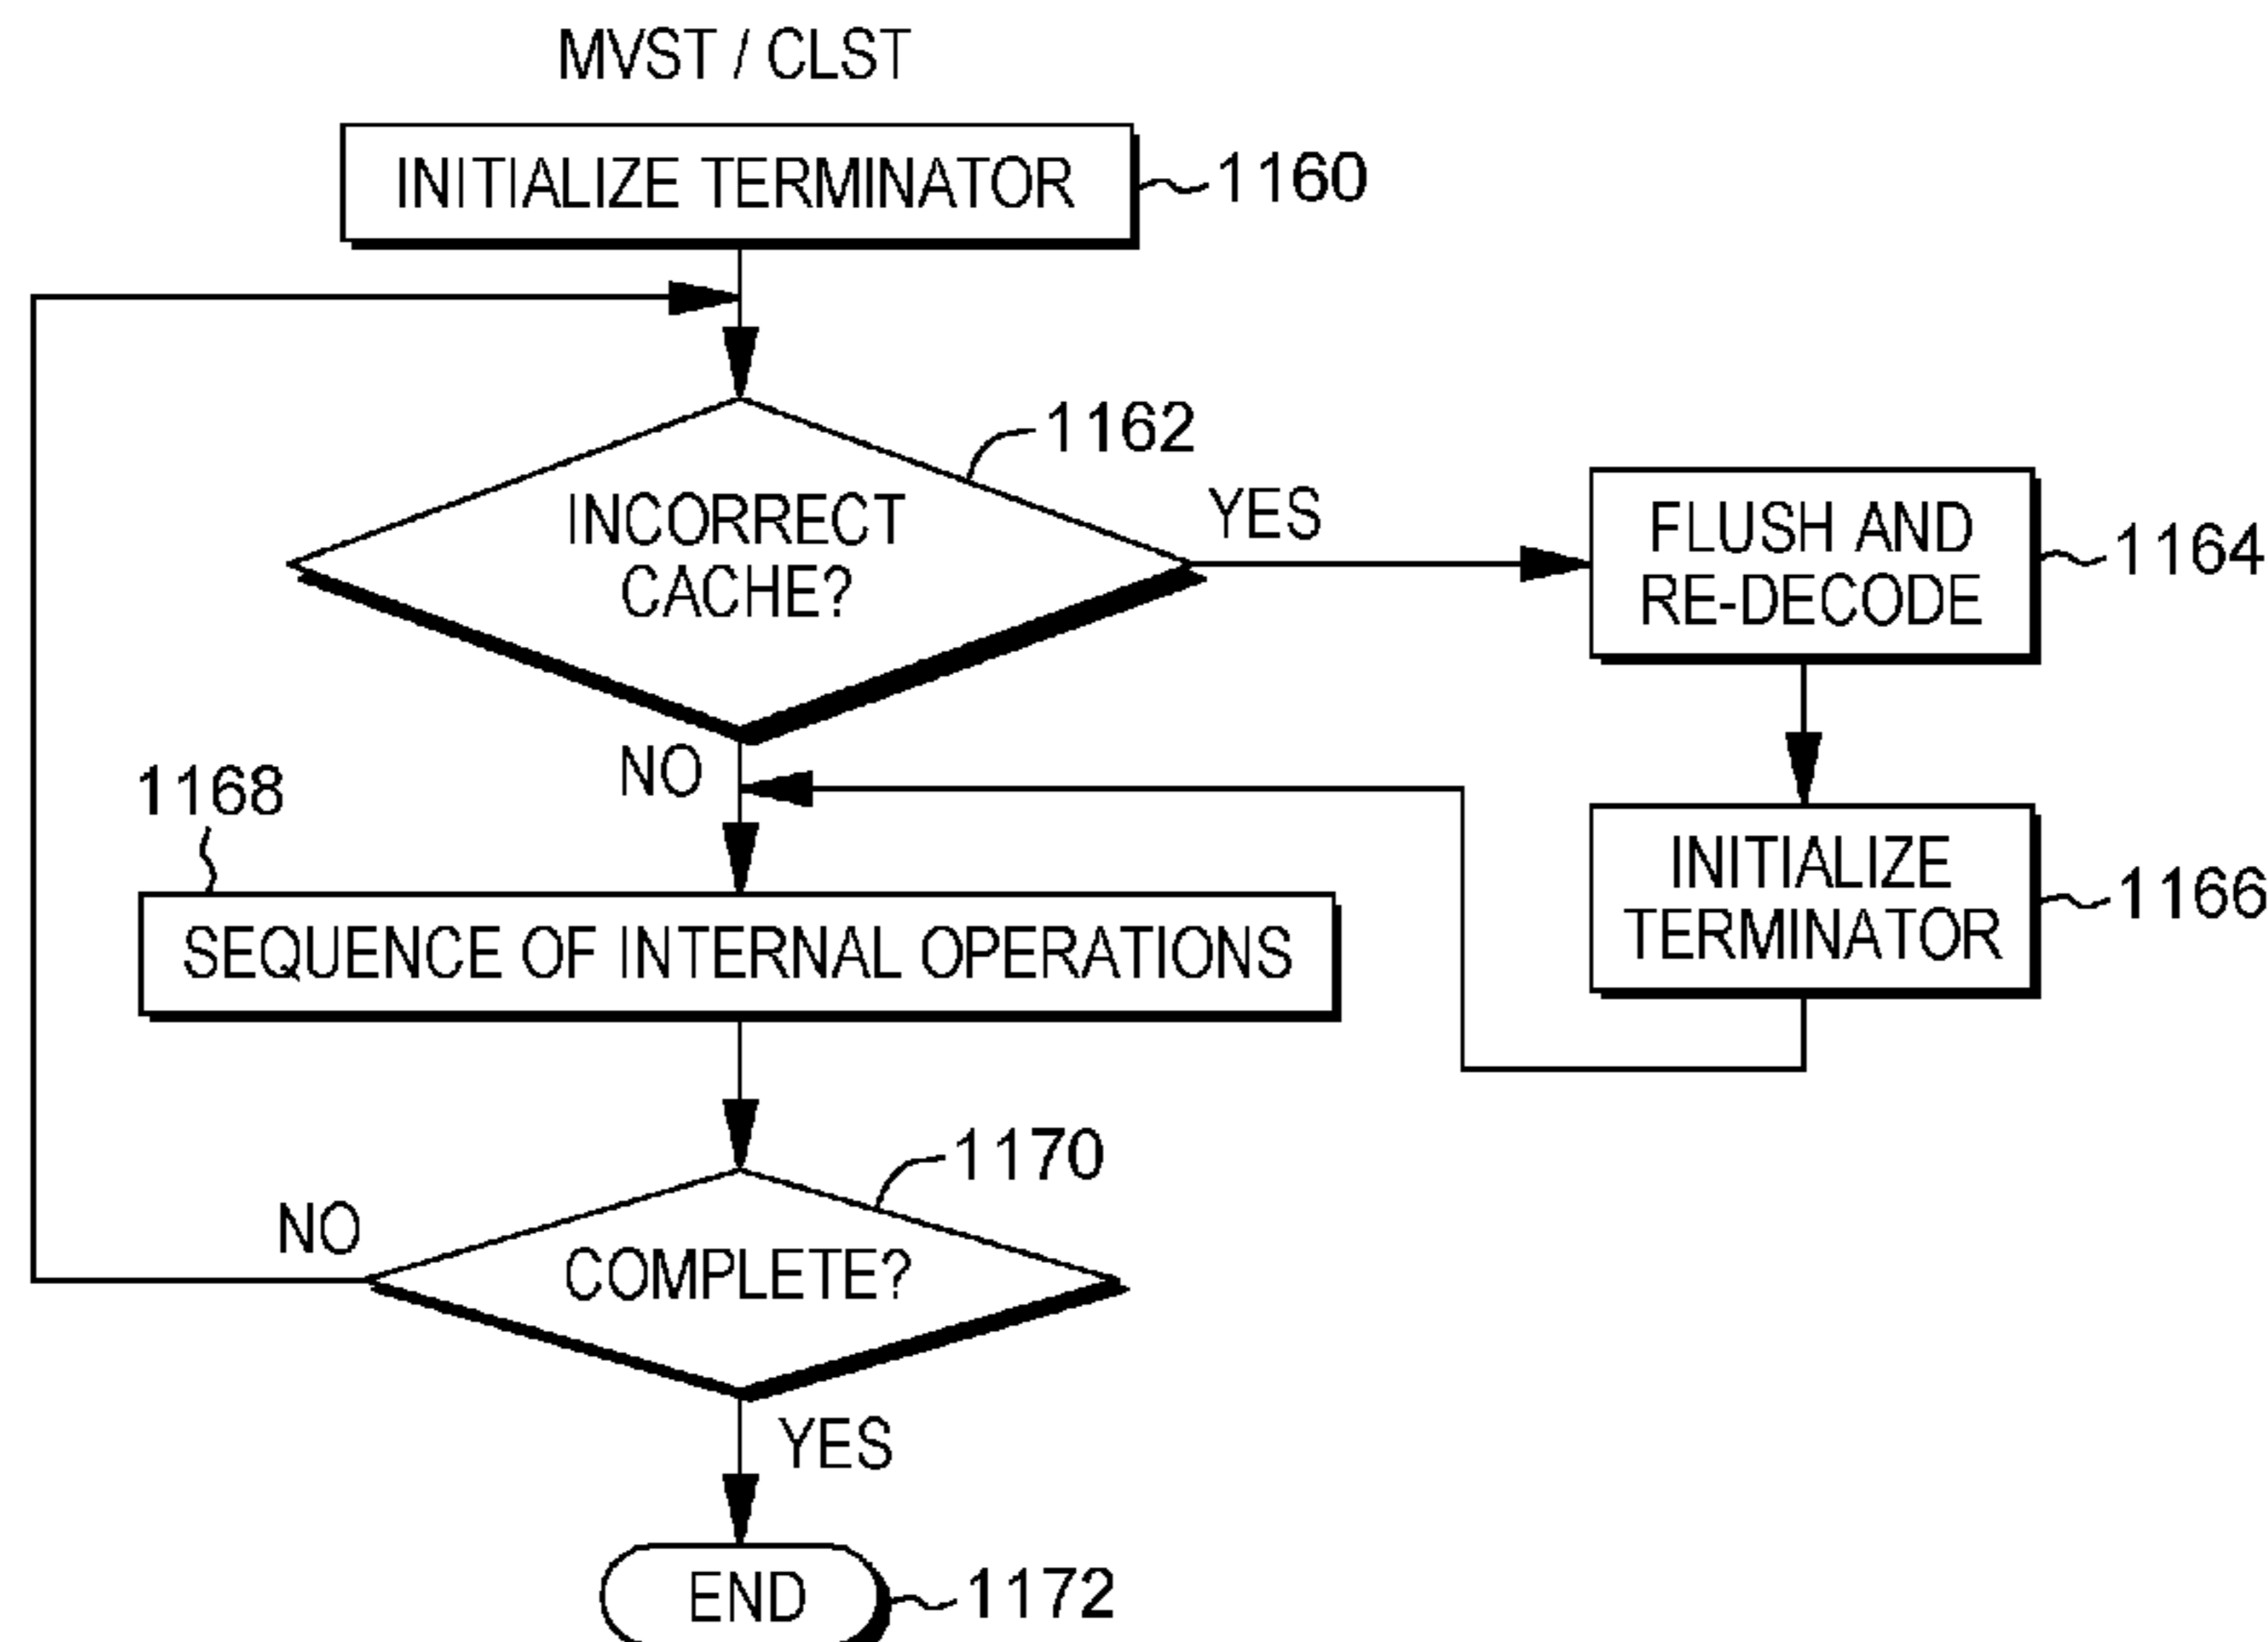 MVST / CLST
INITIALIZE TERMINATOR
1160
1162
INCORRECT
CACHE?
YES
FLUSH AND
RE-DECODE
1164
NO
INITIALIZE
TERMINATOR
1166
1168
SEQUENCE OF INTERNAL OPERATIONS
1170
NO
COMPLETE?
YES
END
1172